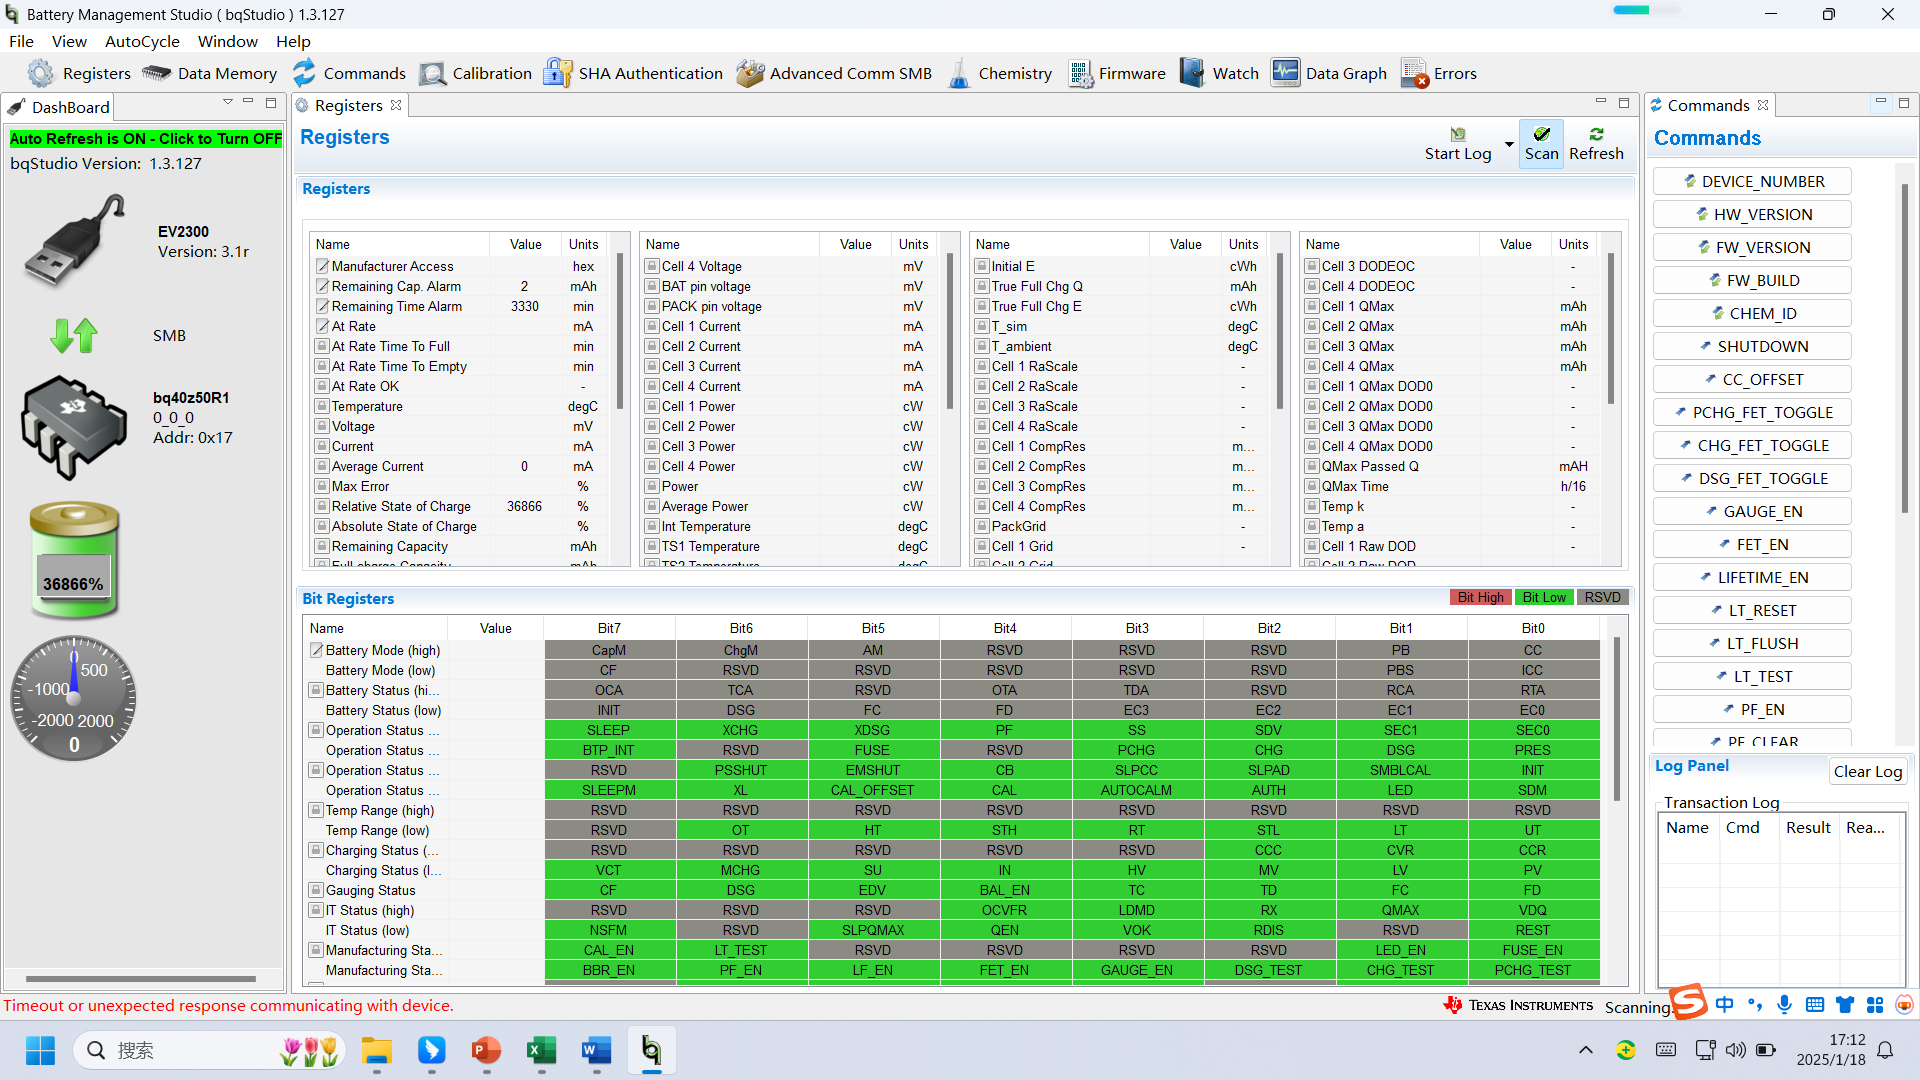 Battery Management Studio ( bqStudio ) 1.3.127
File View AutoCycle Window Help
Registers Data Memory Commands Calibration SHA Authentication Advanced Comm SMB Chemistry Firmware Watch Data Graph Errors
DashBoard
Auto Refresh is ON - Click to Turn OFF
bqStudio Version: 1.3.127
EV2300
Version: 3.1r
SMB
bq40z50R1
0_0_0
Addr: 0x17
36866%
0
500
-1000
-2000 2000
0
Registers
Registers
Start Log Scan Refresh
Registers
Name Value Units
Manufacturer Access hex
Remaining Cap. Alarm 2 mAh
Remaining Time Alarm 3330 min
At Rate mA
At Rate Time To Full min
At Rate Time To Empty min
At Rate OK -
Temperature degC
Voltage mV
Current mA
Average Current 0 mA
Max Error %
Relative State of Charge 36866 %
Absolute State of Charge %
Remaining Capacity mAh
Full charge Capacity mAh
Name Value Units
Cell 4 Voltage mV
BAT pin voltage mV
PACK pin voltage mV
Cell 1 Current mA
Cell 2 Current mA
Cell 3 Current mA
Cell 4 Current mA
Cell 1 Power cW
Cell 2 Power cW
Cell 3 Power cW
Cell 4 Power cW
Power cW
Average Power cW
Int Temperature degC
TS1 Temperature degC
TS2 Temperature degC
Name Value Units
Initial E cWh
True Full Chg Q mAh
True Full Chg E cWh
T_sim degC
T_ambient degC
Cell 1 RaScale -
Cell 2 RaScale -
Cell 3 RaScale -
Cell 4 RaScale -
Cell 1 CompRes m...
Cell 2 CompRes m...
Cell 3 CompRes m...
Cell 4 CompRes m...
PackGrid -
Cell 1 Grid -
Cell 2 Grid
Name Value Units
Cell 3 DODEOC -
Cell 4 DODEOC -
Cell 1 QMax mAh
Cell 2 QMax mAh
Cell 3 QMax mAh
Cell 4 QMax mAh
Cell 1 QMax DOD0 -
Cell 2 QMax DOD0 -
Cell 3 QMax DOD0 -
Cell 4 QMax DOD0 -
QMax Passed Q mAH
QMax Time h/16
Temp k -
Temp a -
Cell 1 Raw DOD -
Cell 2 Raw DOD
Bit Registers
Bit High Bit Low RSVD
Name Value Bit7 Bit6 Bit5 Bit4 Bit3 Bit2 Bit1 Bit0
Battery Mode (high) CapM ChgM AM RSVD RSVD RSVD PB CC
Battery Mode (low) CF RSVD RSVD RSVD RSVD RSVD PBS ICC
Battery Status (hi... OCA TCA RSVD OTA TDA RSVD RCA RTA
Battery Status (low) INIT DSG FC FD EC3 EC2 EC1 EC0
Operation Status ... SLEEP XCHG XDSG PF SS SDV SEC1 SEC0
Operation Status ... BTP_INT RSVD FUSE RSVD PCHG CHG DSG PRES
Operation Status ... RSVD PSSHUT EMSHUT CB SLPCC SLPAD SMBLCAL INIT
Operation Status ... SLEEPM XL CAL_OFFSET CAL AUTOCALM AUTH LED SDM
Temp Range (high) RSVD RSVD RSVD RSVD RSVD RSVD RSVD RSVD
Temp Range (low) RSVD OT HT STH RT STL LT UT
Charging Status (... RSVD RSVD RSVD RSVD RSVD CCC CVR CCR
Charging Status (l... VCT MCHG SU IN HV MV LV PV
Gauging Status CF DSG EDV BAL_EN TC TD FC FD
IT Status (high) RSVD RSVD RSVD OCVFR LDMD RX QMAX VDQ
IT Status (low) NSFM RSVD SLPQMAX QEN VOK RDIS RSVD REST
Manufacturing Sta... CAL_EN LT_TEST RSVD RSVD RSVD RSVD LED_EN FUSE_EN
Manufacturing Sta... BBR_EN PF_EN LF_EN FET_EN GAUGE_EN DSG_TEST CHG_TEST PCHG_TEST
Commands
Commands
DEVICE_NUMBER
HW_VERSION
FW_VERSION
FW_BUILD
CHEM_ID
SHUTDOWN
CC_OFFSET
PCHG_FET_TOGGLE
CHG_FET_TOGGLE
DSG_FET_TOGGLE
GAUGE_EN
FET_EN
LIFETIME_EN
LT_RESET
LT_FLUSH
LT_TEST
PF_EN
PF_CLEAR
Log Panel Clear Log
Transaction Log
Name Cmd Result Rea...
Timeout or unexpected response communicating with device.
TEXAS INSTRUMENTS Scanning
中
搜索
17:12
2025/1/18